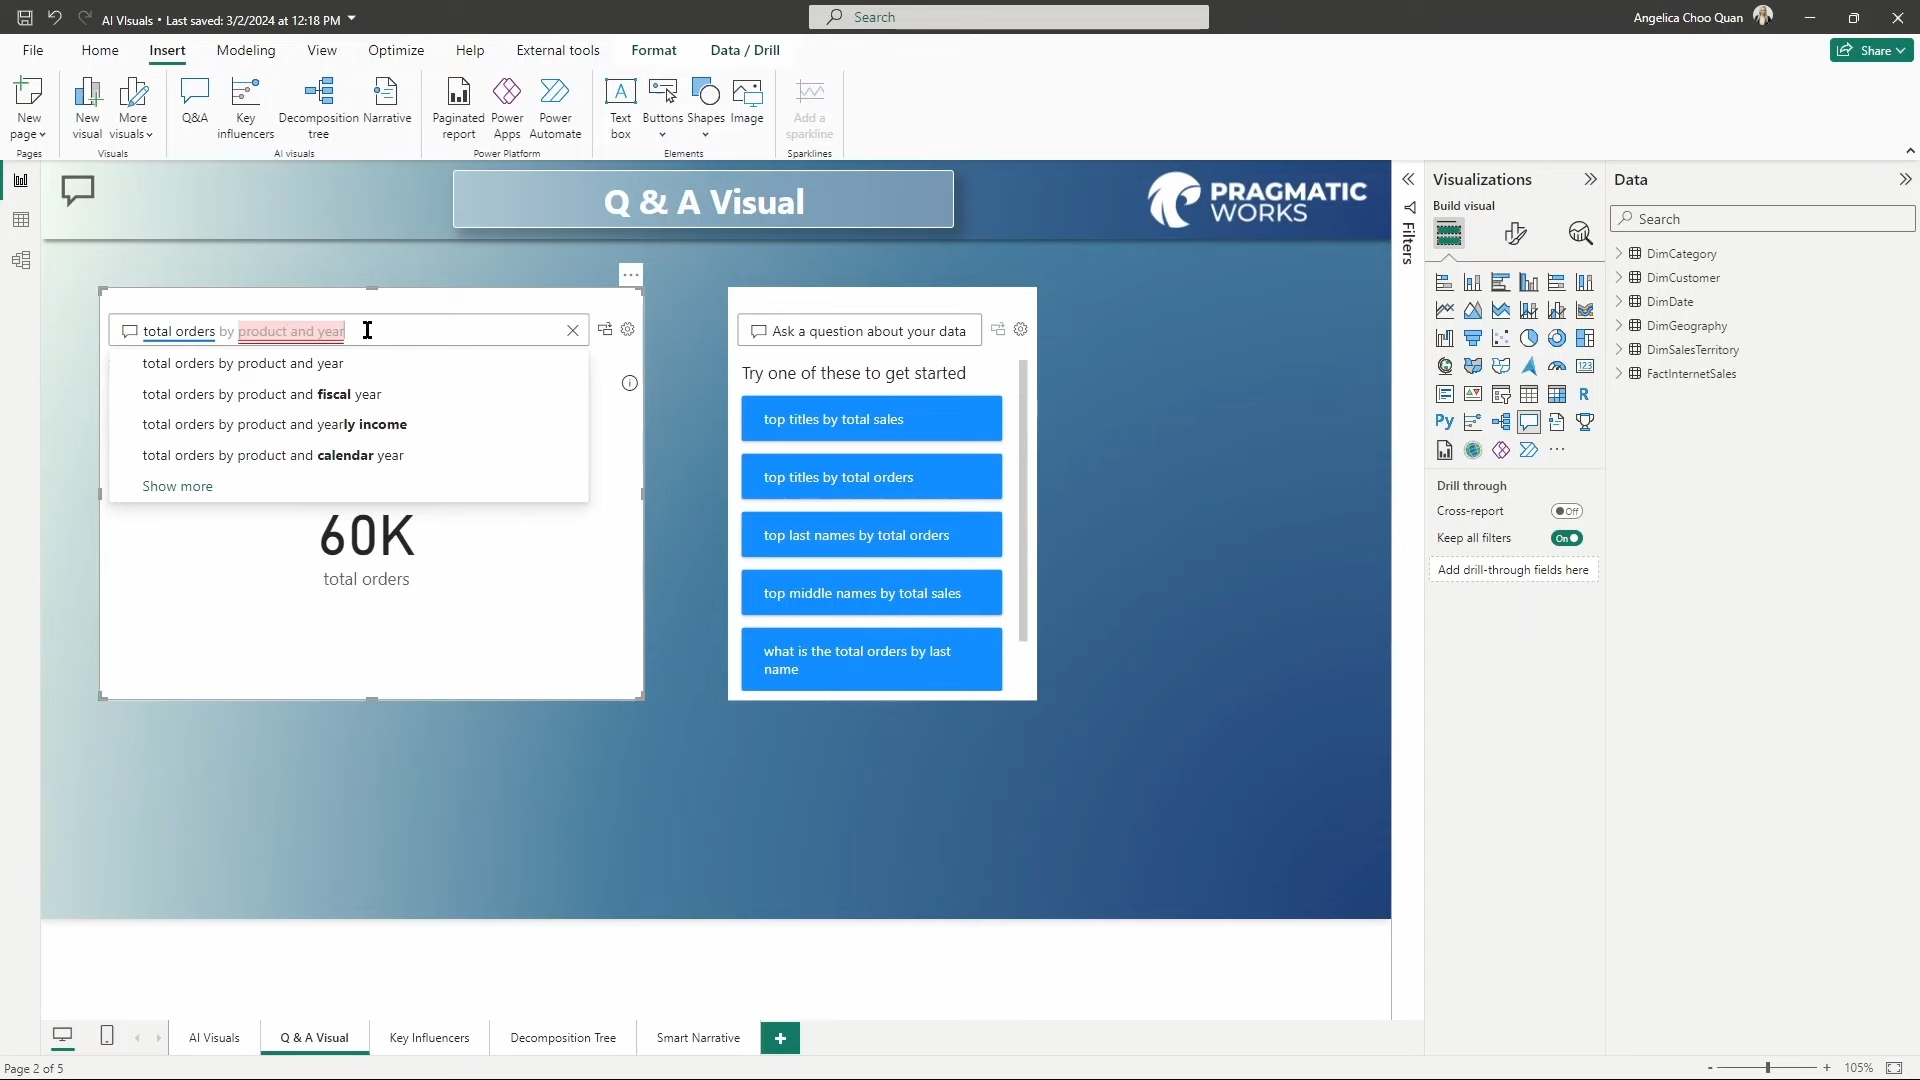 AI VIsuals • Last saved: 3/2/2024 at 12:18 PM
Search
Angelica Choo Quan
File
Home
Insert
Modeling
View
Optimize
Help
External tools
Format
Data / Drill
Share
New page
New visual
More visuals
Q&A
Key influencers
Decomposition tree
Narrative
Paginated report
Power Apps
Power Automate
Text box
Buttons
Shapes
Image
Add a sparkline
Pages
Visuals
AI visuals
Power Platform
Elements
Sparklines
Q & A Visual
PRAGMATIC
WORKS
total orders by product and year
total orders by product and year
total orders by product and fiscal year
total orders by product and yearly income
total orders by product and calendar year
Show more
60K
total orders
Ask a question about your data
Try one of these to get started
top titles by total sales
top titles by total orders
top last names by total orders
top middle names by total sales
what is the total orders by last
name
Filters
Visualizations
Build visual
R
Py
123
Drill through
Cross-report
Off
Keep all filters
On
Add drill-through fields here
Data
Search
DimCategory
DimCustomer
DimDate
DimGeography
DimSalesTerritory
FactInternetSales
AI Visuals
Q & A Visual
Key Influencers
Decomposition Tree
Smart Narrative
Page 2 of 5
- + 105%